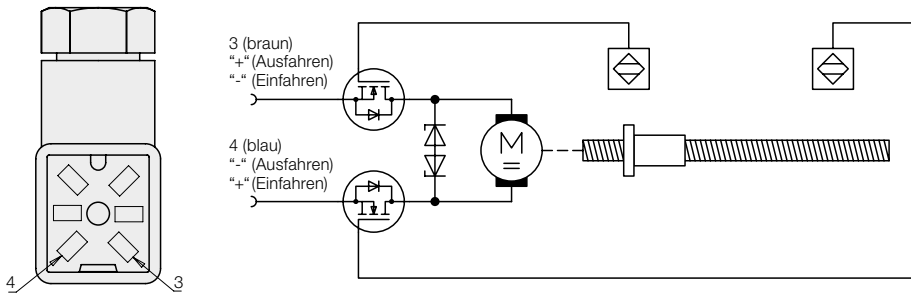 3 (braun)
“+“ (Ausfahren)
“-“ (Einfahren)
4 (blau)
“-“ (Ausfahren)
“+“ (Einfahren)
M
4
3